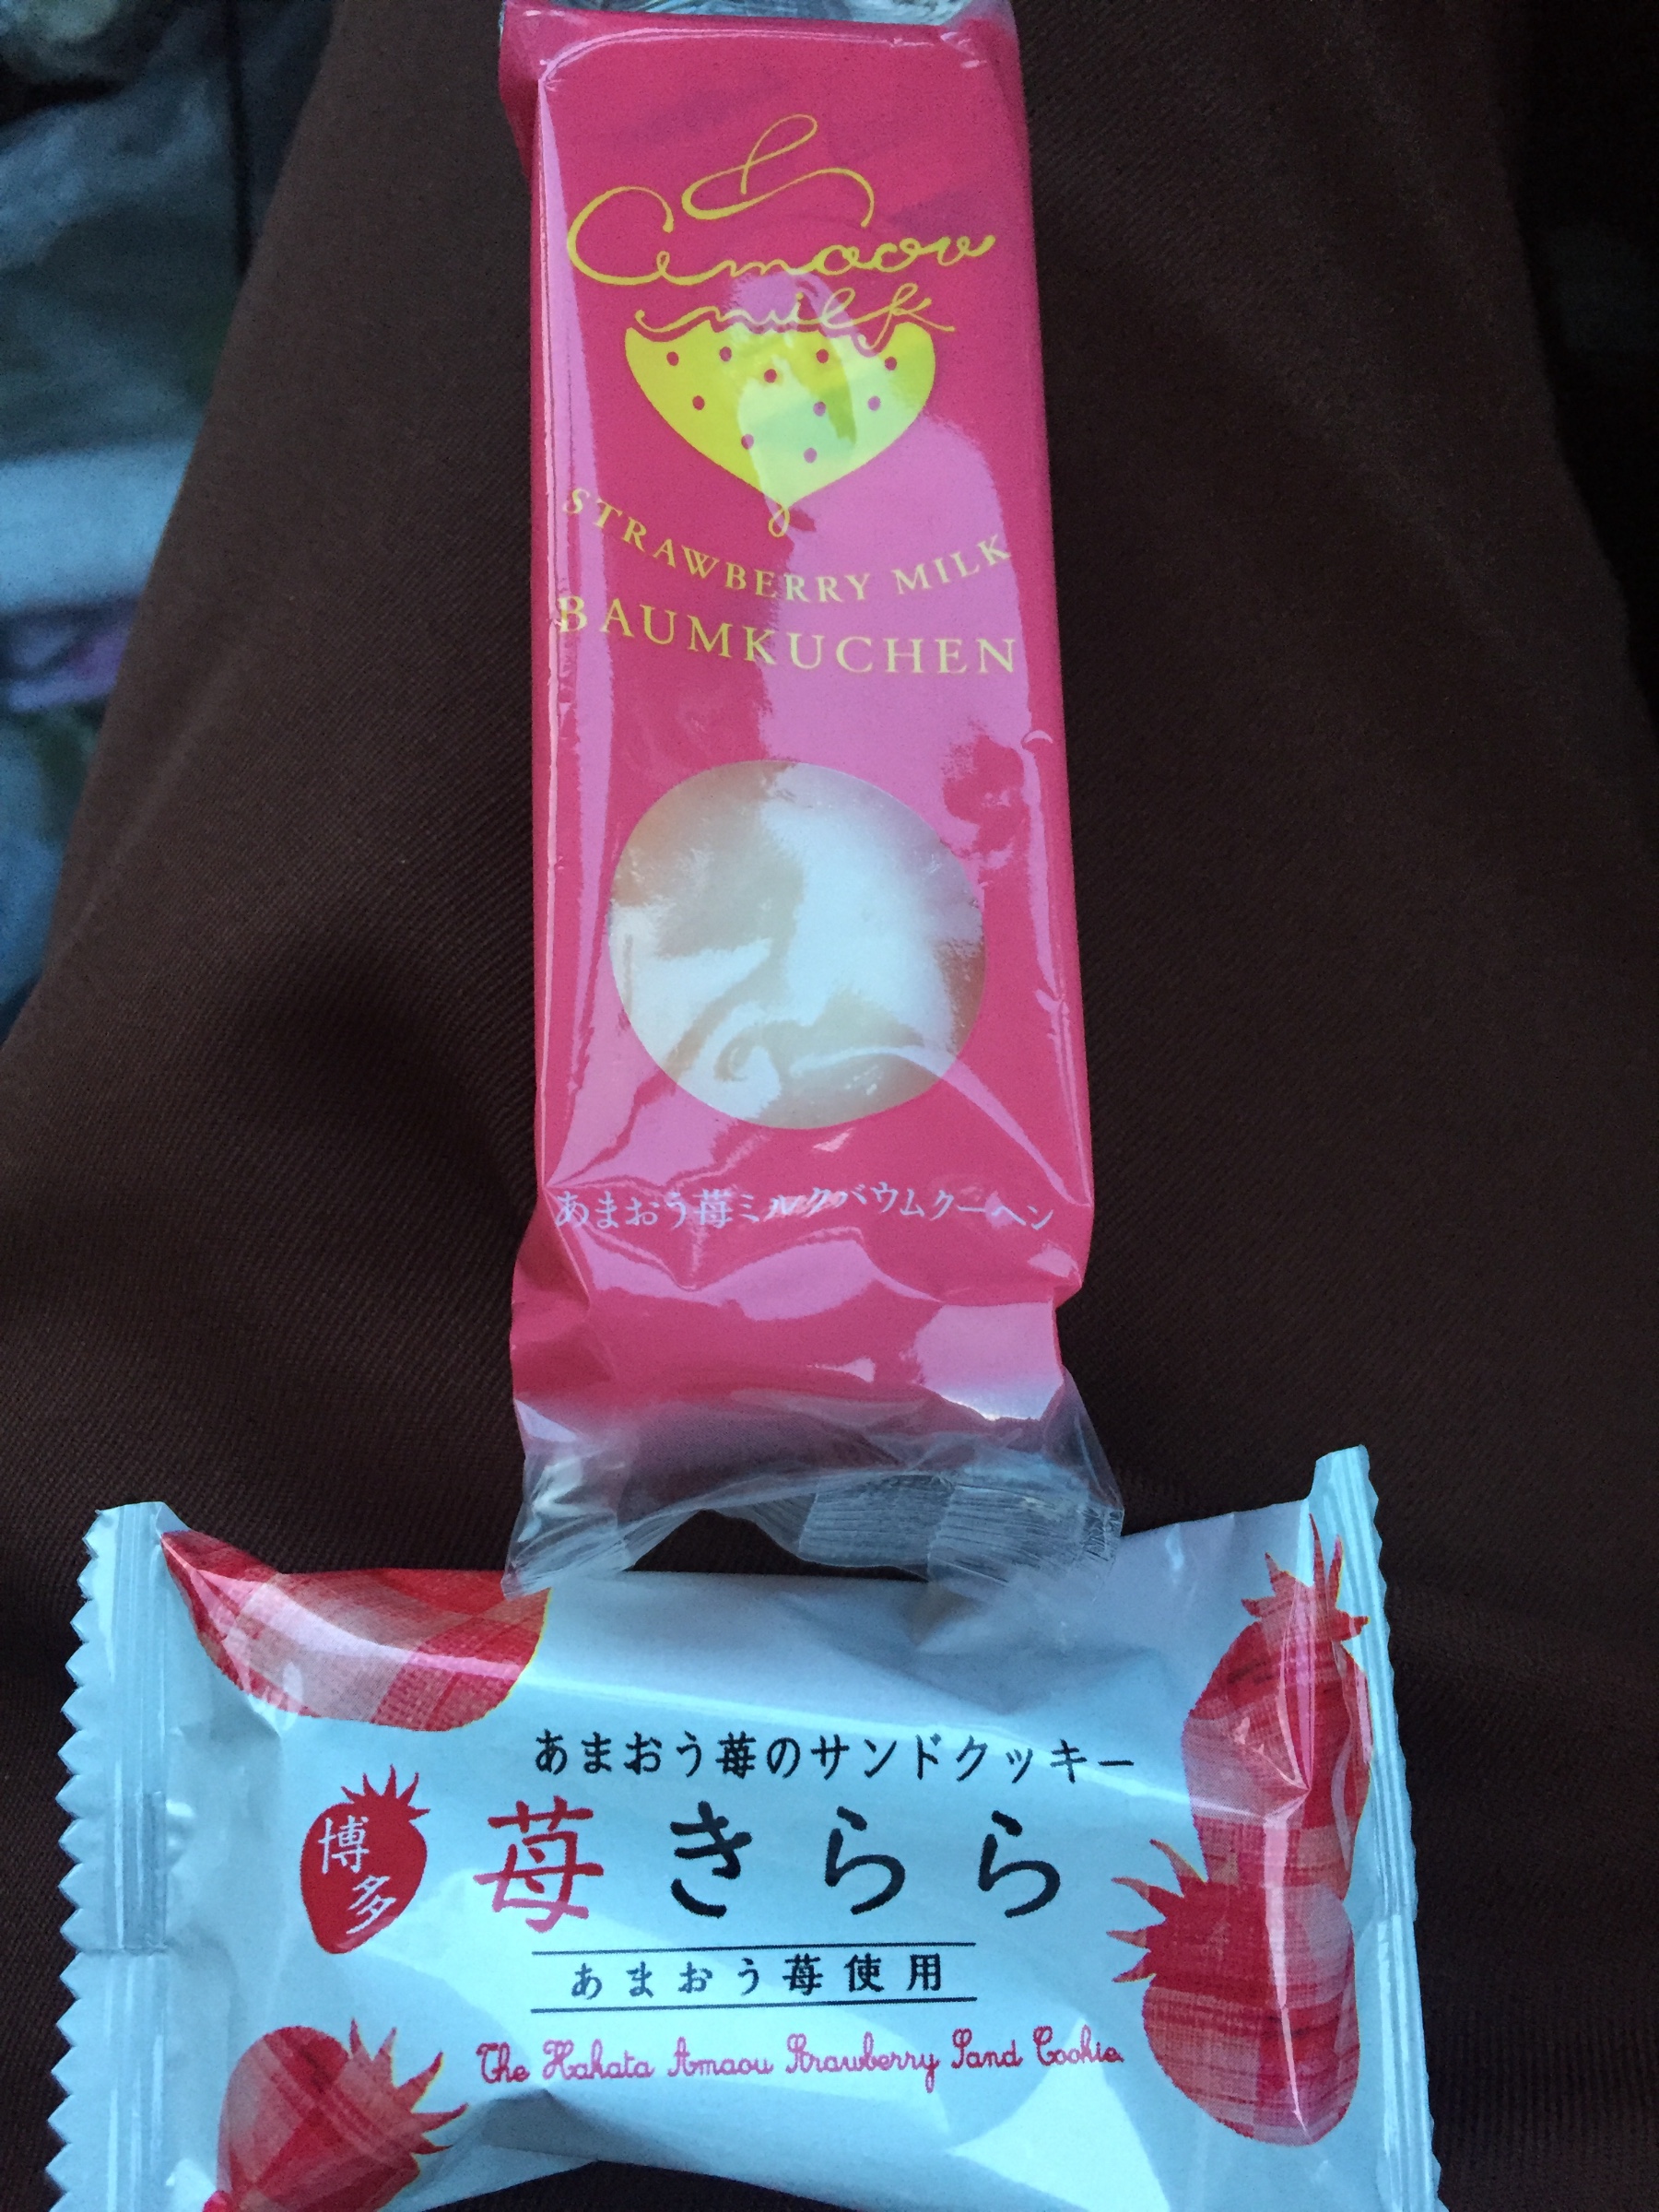 amaou
milk
STRAWBERRY MILK
BAUMKUCHEN
あまおう苺ミルクバウムクーヘン
あまおう苺のサンドクッキー
博多
苺きらら
あまおう苺使用
The Hakata Amaou Strawberry Sand Cookie